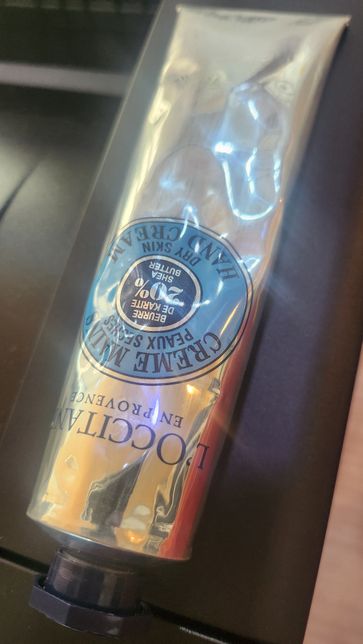 L'OCCITANE
EN PROVENCE
CRÈME MAINS
PEAUX SÈCHES
BEURRE
DE KARITÉ
20%
SHEA
BUTTER
DRY SKIN
HAND CREAM